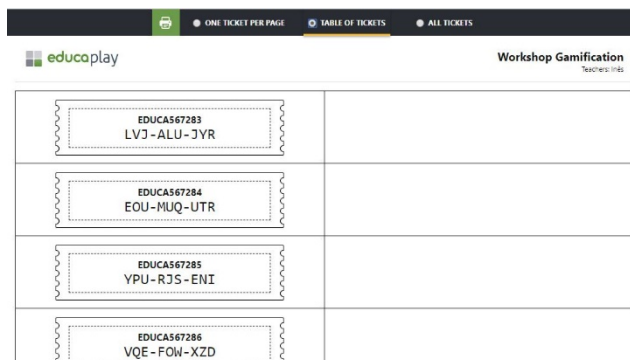 ONE TICKET PER PAGE
TABLE OF TICKETS
ALL TICKETS
educaplay
Workshop Gamification
Teachers: Inés
EDUCA567283
LVJ-ALU-JYR
EDUCA567284
EOU-MUQ-UTR
EDUCA567285
YPU-RJS-ENI
EDUCA567286
VQE-FOW-XZD